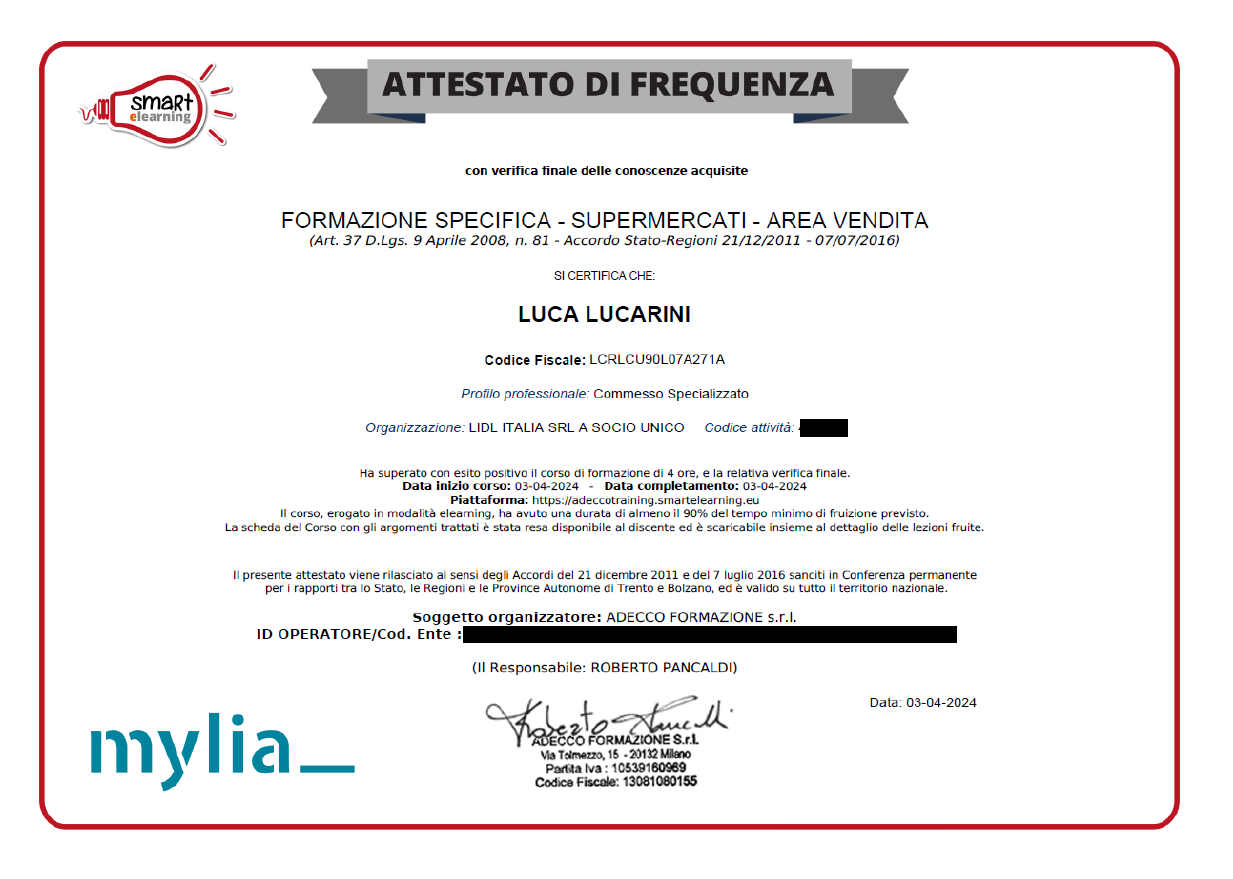 smart
elearning
ATTESTATO DI FREQUENZA
con verifica finale delle conoscenze acquisite
FORMAZIONE SPECIFICA - SUPERMERCATI - AREA VENDITA
(Art. 37 D.Lgs. 9 Aprile 2008, n. 81 - Accordo Stato-Regioni 21/12/2011 - 07/07/2016)
SI CERTIFICA CHE:
LUCA LUCARINI
Codice Fiscale: LCRLCU90L07A271A
Profilo professionale: Commesso Specializzato
Organizzazione: LIDL ITALIA SRL A SOCIO UNICO Codice attività:
Ha superato con esito positivo il corso di formazione di 4 ore, e la relativa verifica finale.
Data inizio corso: 03-04-2024 - Data completamento: 03-04-2024
Piattaforma: https://adeccotraining.smartelearning.eu
Il corso, erogato in modalità elearning, ha avuto una durata di almeno il 90% del tempo minimo di fruizione previsto.
La scheda del Corso con gli argomenti trattati è stata resa disponibile al discente ed è scaricabile insieme al dettaglio delle lezioni fruite.
Il presente attestato viene rilasciato ai sensi degli Accordi del 21 dicembre 2011 e del 7 luglio 2016 sanciti in Conferenza permanente
per i rapporti tra lo Stato, le Regioni e le Province Autonome di Trento e Bolzano, ed è valido su tutto il territorio nazionale.
Soggetto organizzatore: ADECCO FORMAZIONE s.r.l.
ID OPERATORE/Cod. Ente :
(Il Responsabile: ROBERTO PANCALDI)
Data: 03-04-2024
mylia_
ADECCO FORMAZIONE S.r.l.
Via Tolmezzo, 15 - 20132 Milano
Partita Iva : 10539160969
Codice Fiscale: 13081080155